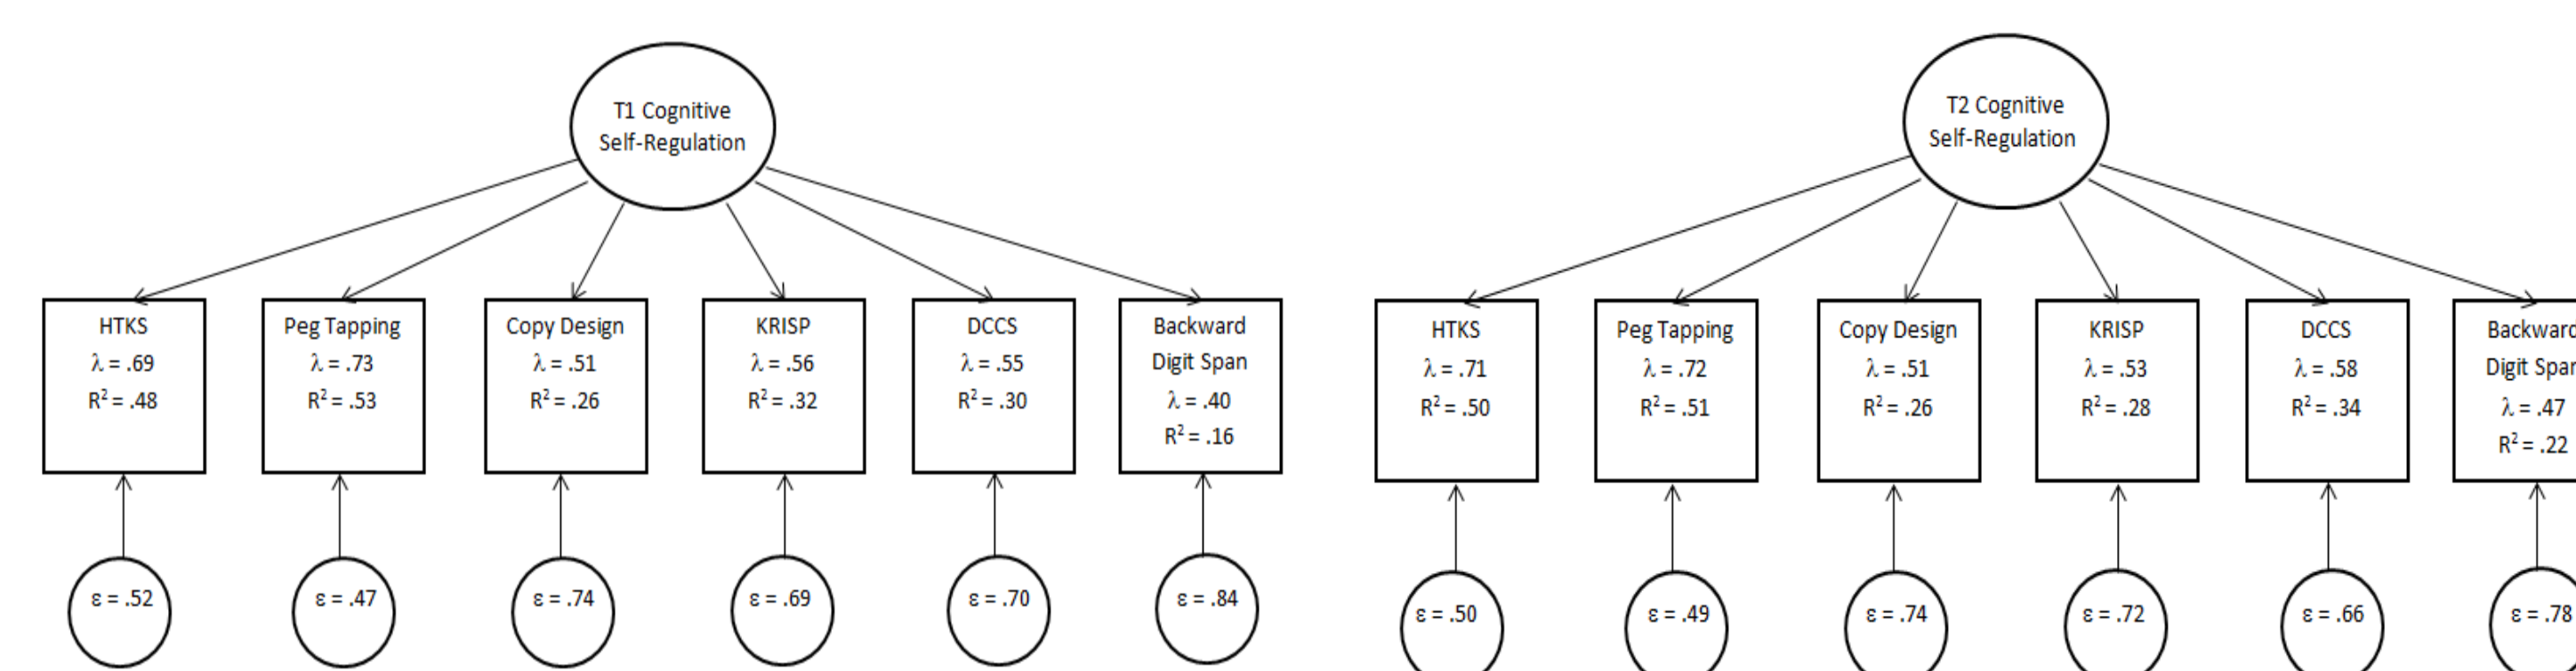 T1 Cognitive
Self-Regulation
HTKS
λ = .69
R² = .48
Peg Tapping
λ = .73
R² = .53
Copy Design
λ = .51
R² = .26
KRISP
λ = .56
R² = .32
DCCS
λ = .55
R² = .30
Backward
Digit Span
λ = .40
R² = .16
ε = .52
ε = .47
ε = .74
ε = .69
ε = .70
ε = .84
T2 Cognitive
Self-Regulation
HTKS
λ = .71
R² = .50
Peg Tapping
λ = .72
R² = .51
Copy Design
λ = .51
R² = .26
KRISP
λ = .53
R² = .28
DCCS
λ = .58
R² = .34
Backward
Digit Span
λ = .47
R² = .22
ε = .50
ε = .49
ε = .74
ε = .72
ε = .66
ε = .78